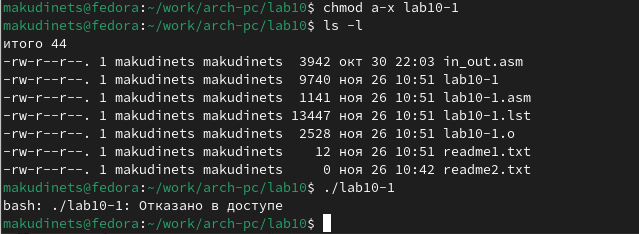 makudinets@fedora:~/work/arch-pc/lab10$ chmod a-x lab10-1
makudinets@fedora:~/work/arch-pc/lab10$ ls -l
итого 44
-rw-r--r--. 1 makudinets makudinets  3942 окт 30 22:03 in_out.asm
-rw-r--r--. 1 makudinets makudinets  9740 ноя 26 10:51 lab10-1
-rw-r--r--. 1 makudinets makudinets  1141 ноя 26 10:51 lab10-1.asm
-rw-r--r--. 1 makudinets makudinets 13447 ноя 26 10:51 lab10-1.lst
-rw-r--r--. 1 makudinets makudinets  2528 ноя 26 10:51 lab10-1.o
-rw-r--r--. 1 makudinets makudinets    12 ноя 26 10:51 readme1.txt
-rw-r--r--. 1 makudinets makudinets     0 ноя 26 10:42 readme2.txt
makudinets@fedora:~/work/arch-pc/lab10$ ./lab10-1
bash: ./lab10-1: Отказано в доступе
makudinets@fedora:~/work/arch-pc/lab10$